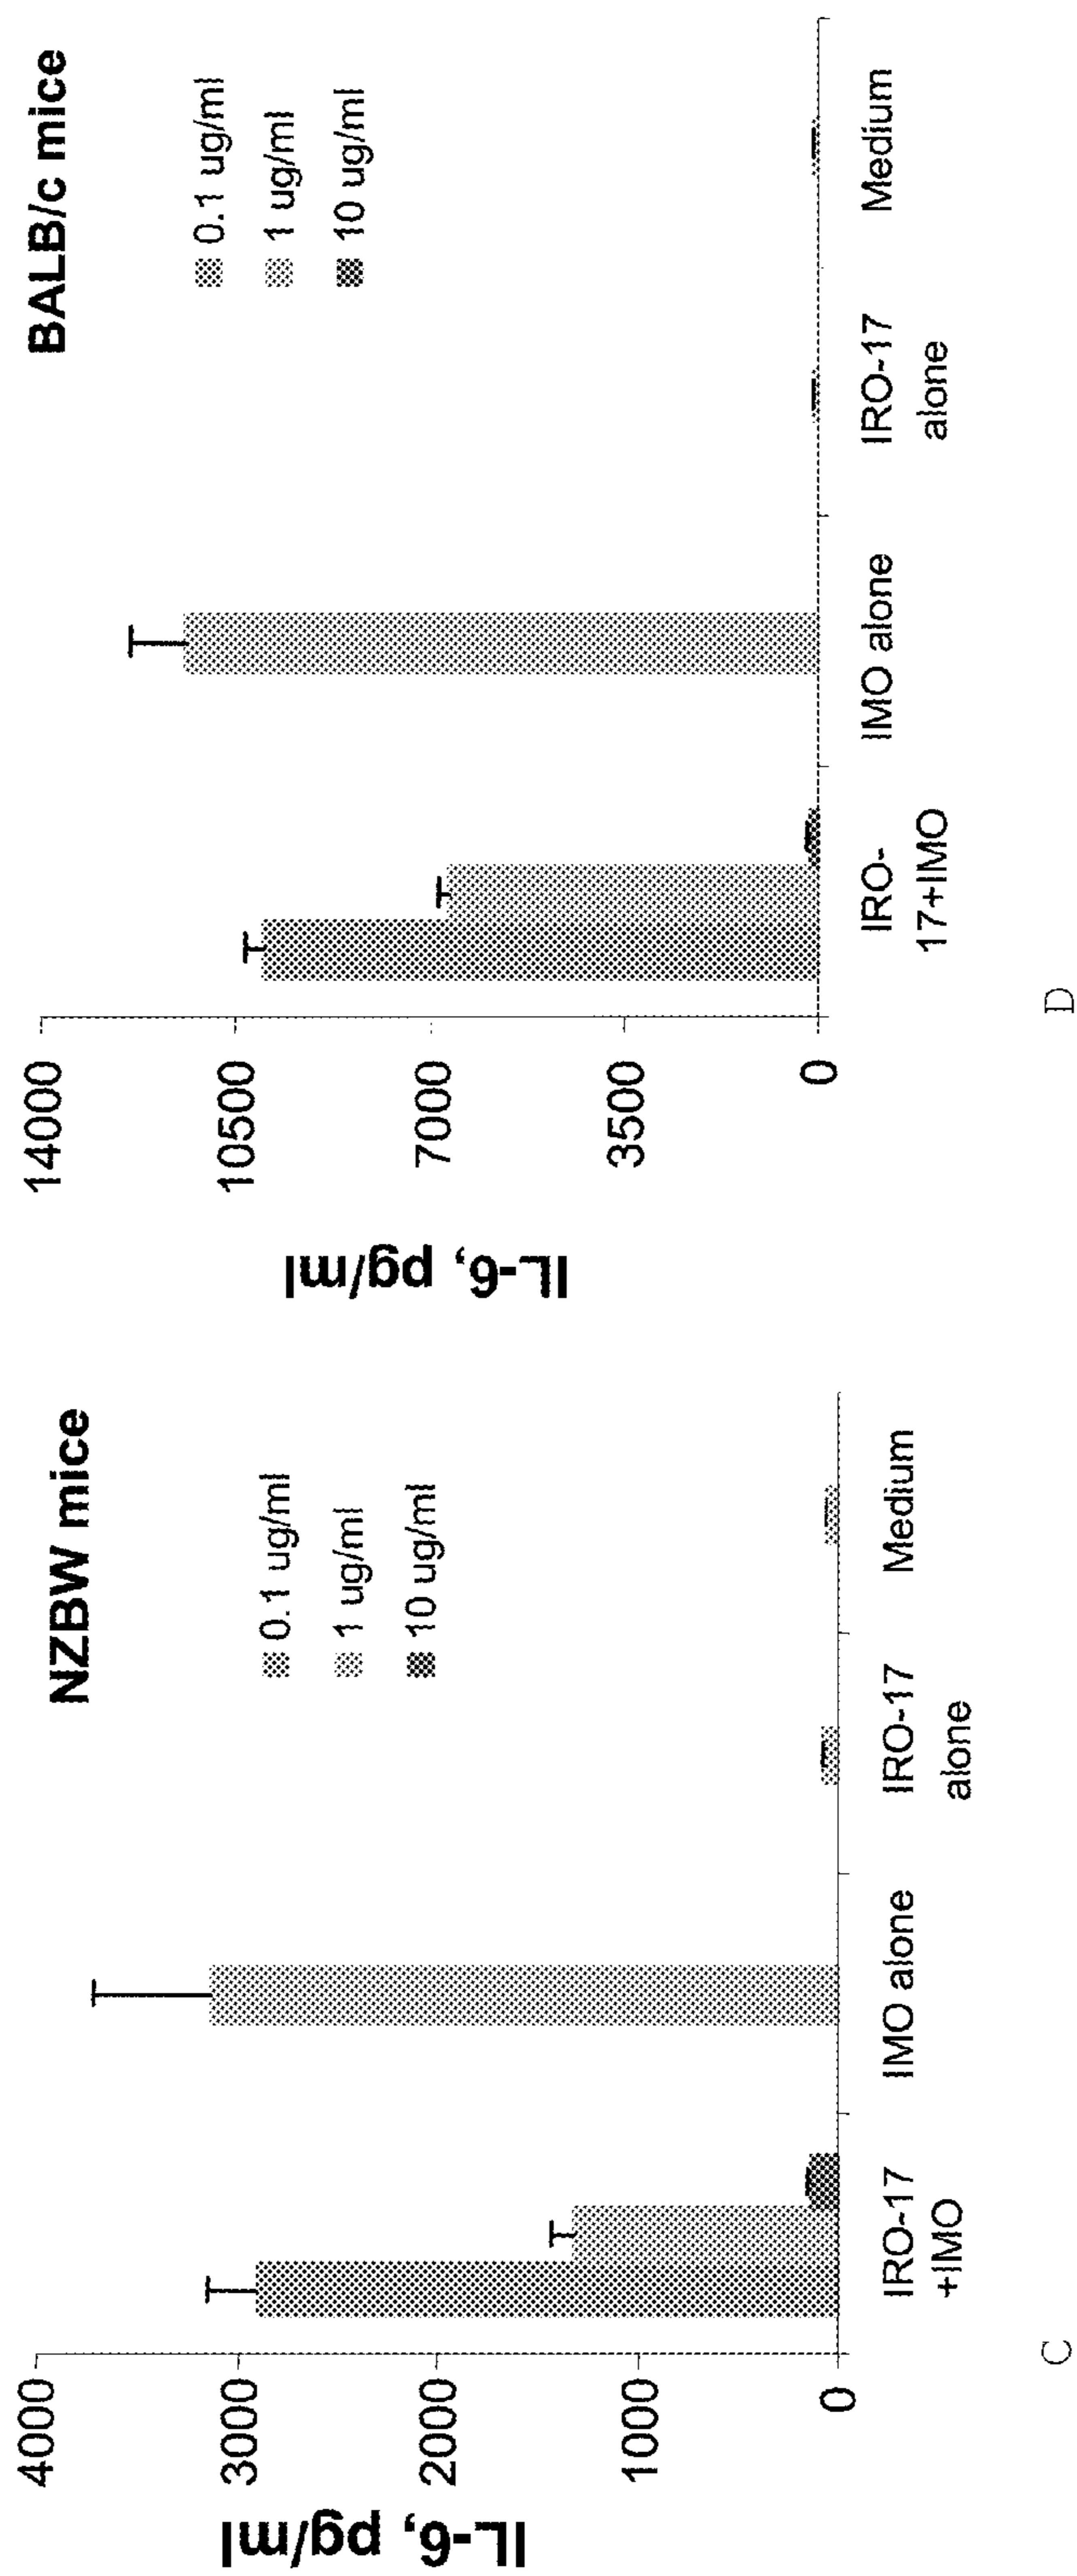 NZBW mice
4000
3000
2000
1000
0
IL-6, pg/ml
0.1 ug/ml
1 ug/ml
10 ug/ml
IRO-17
+IMO
IMO alone
IRO-17
alone
Medium
C
BALB/c mice
14000
10500
7000
3500
0
IL-6, pg/ml
0.1 ug/ml
1 ug/ml
10 ug/ml
IRO-
17+IMO
IMO alone
IRO-17
alone
Medium
D